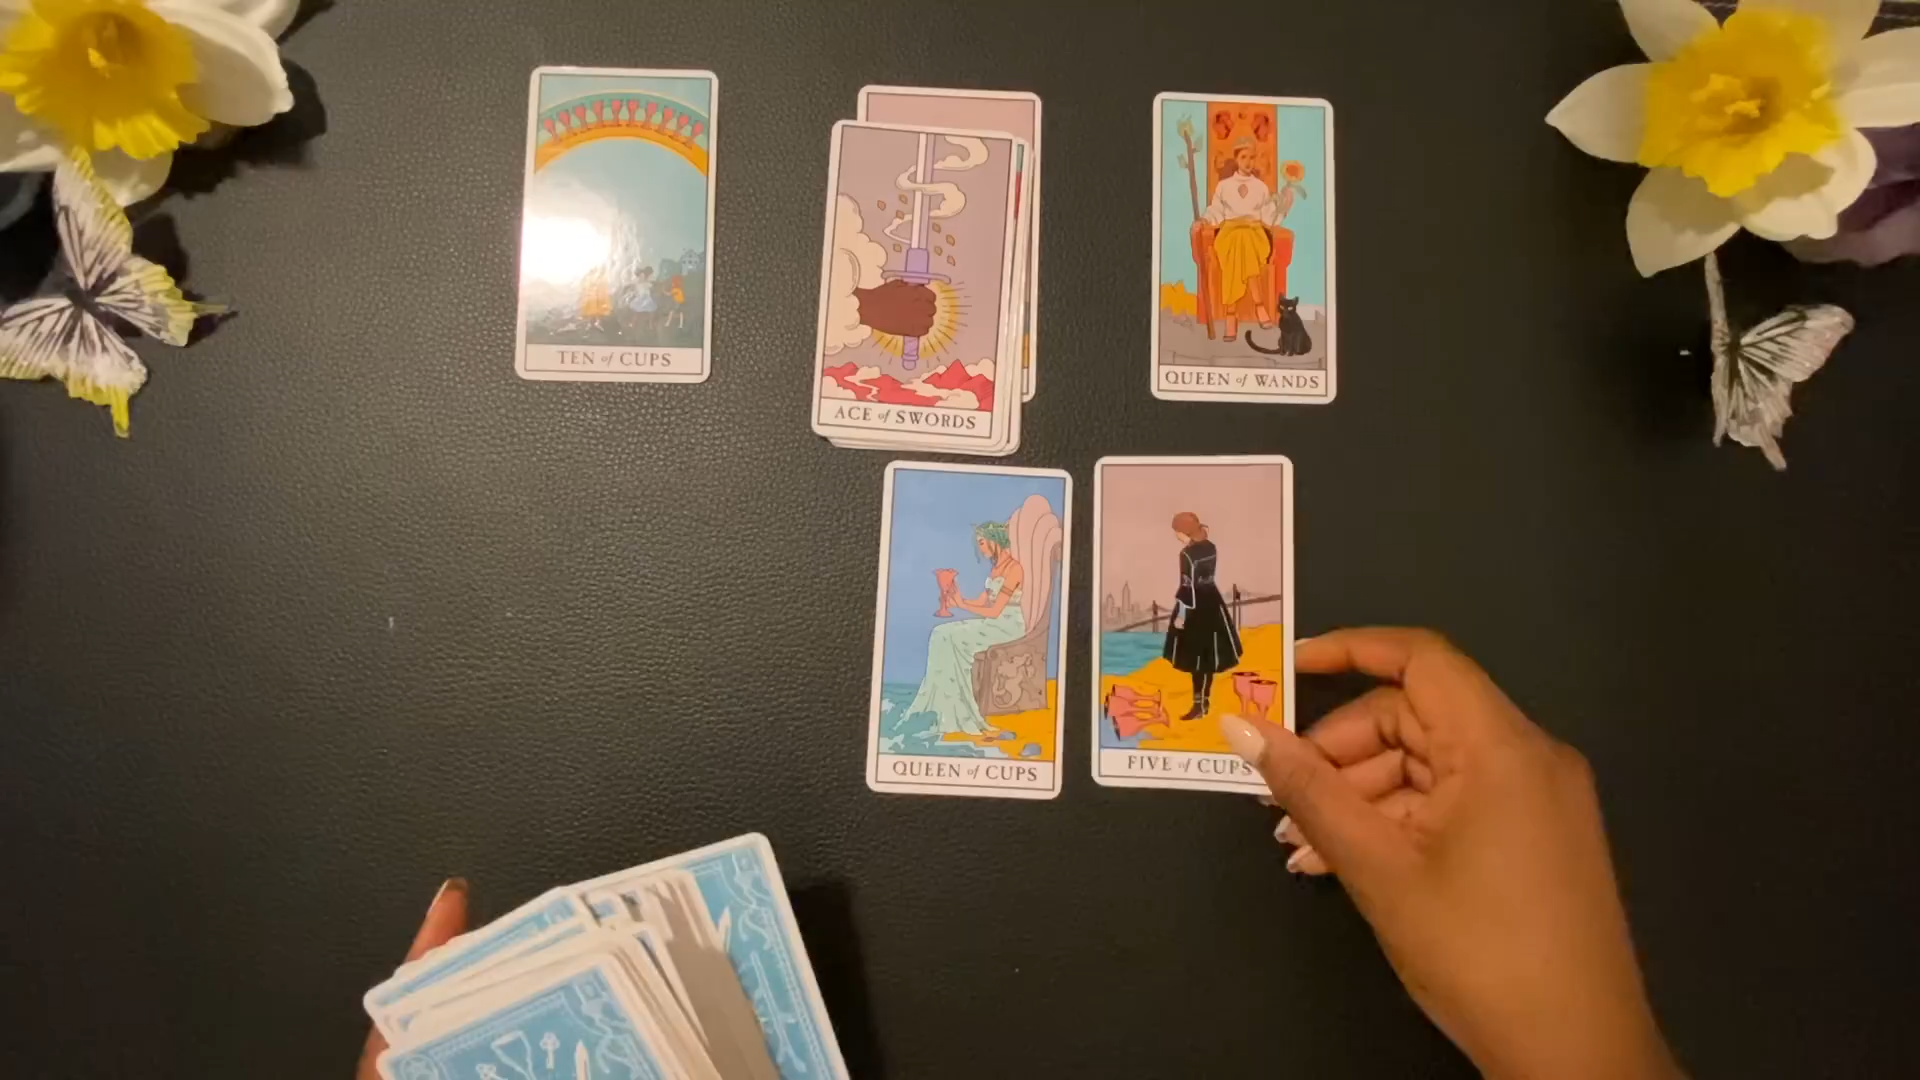 TEN of CUPS
ACE of SWORDS
QUEEN of WANDS
QUEEN of CUPS
FIVE of CUPS